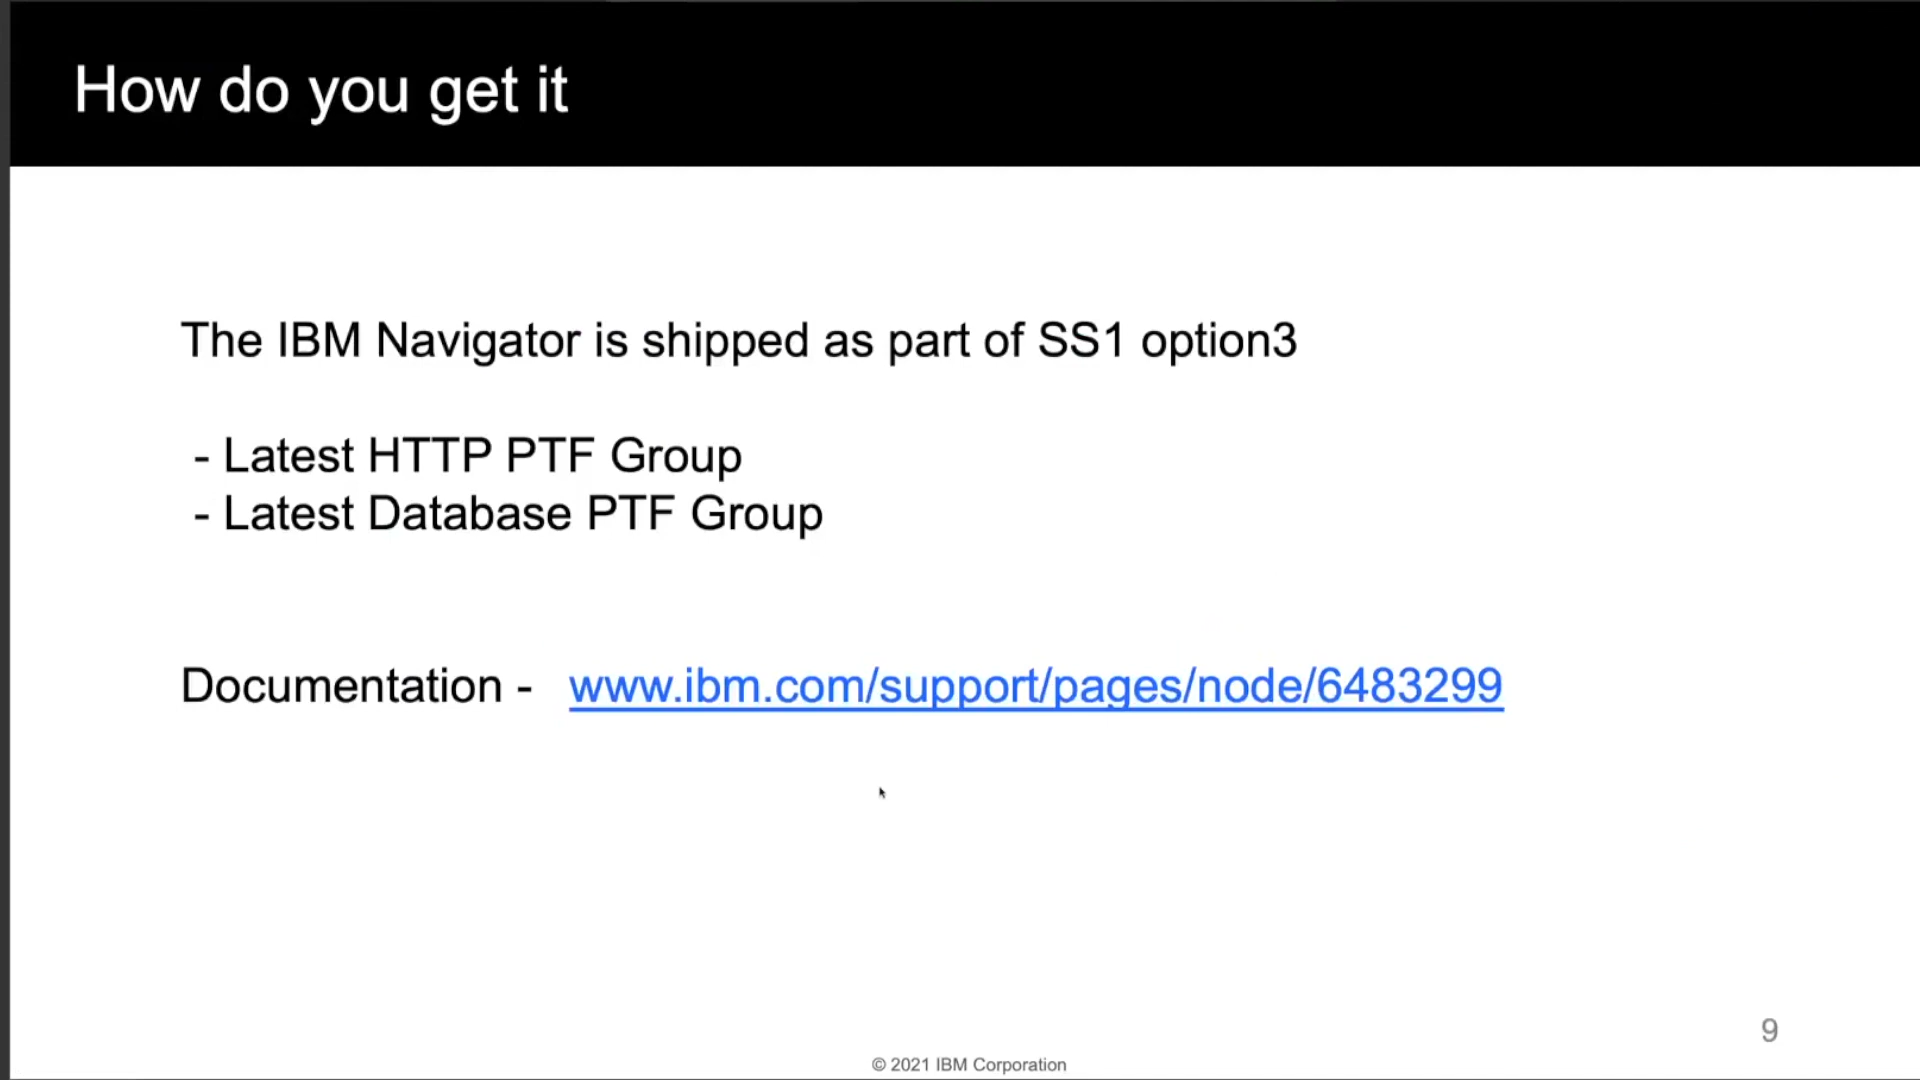 How do you get it
The IBM Navigator is shipped as part of SS1 option3
- Latest HTTP PTF Group
- Latest Database PTF Group
Documentation - www.ibm.com/support/pages/node/6483299
9
© 2021 IBM Corporation